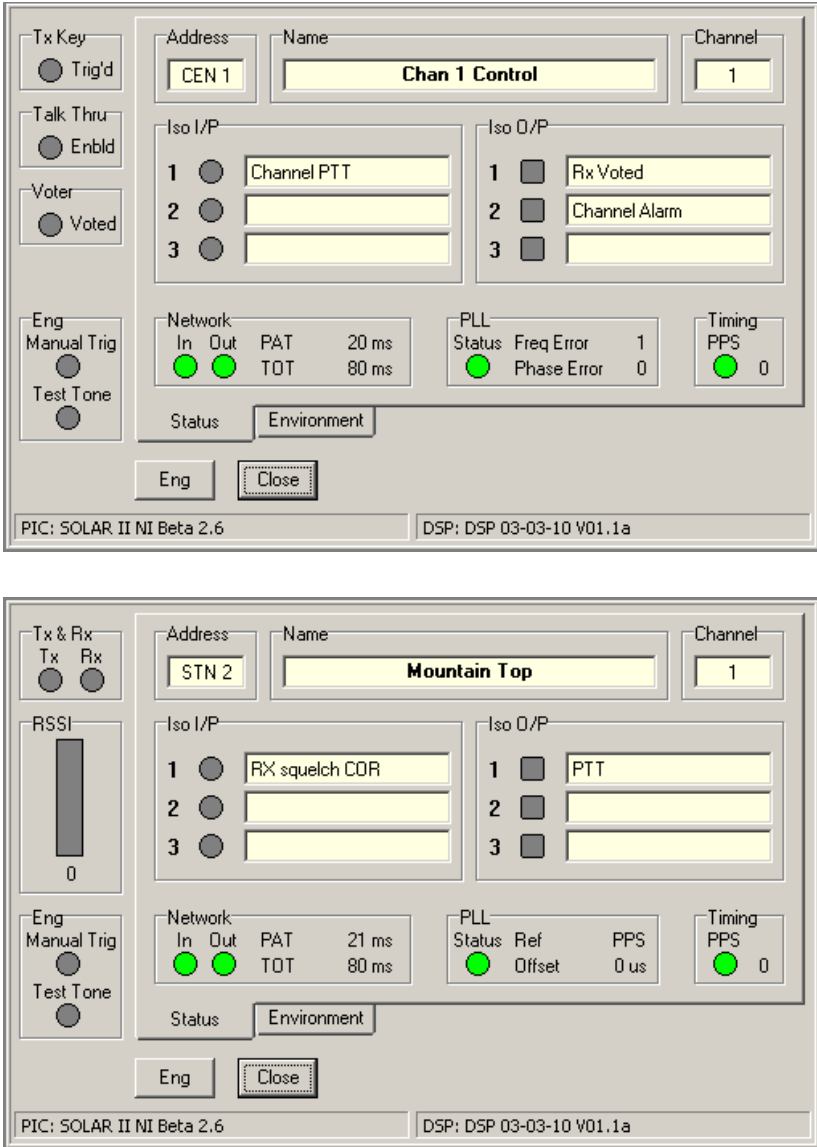 Tx Key Address Name Channel
Trig'd CEN 1 Chan 1 Control 1
Talk Thru
Enbld
Iso I/P Iso O/P
1 Channel PTT 1 Rx Voted
Voter
Voted
2 2 Channel Alarm
3 3
Eng Network PLL Timing
Manual Trig In Out PAT 20 ms Status Freq Error 1 PPS
TOT 80 ms Phase Error 0 0
Test Tone
Status Environment
Eng Close
PIC: SOLAR II NI Beta 2.6 DSP: DSP 03-03-10 V01.1a
Tx & Rx Address Name Channel
Tx Rx STN 2 Mountain Top 1
RSSI Iso I/P Iso O/P
1 RX squelch COR 1 PTT
2 2
3 3
0
Eng Network PLL Timing
Manual Trig In Out PAT 21 ms Status Ref PPS PPS
TOT 80 ms Offset 0 us 0
Test Tone
Status Environment
Eng Close
PIC: SOLAR II NI Beta 2.6 DSP: DSP 03-03-10 V01.1a